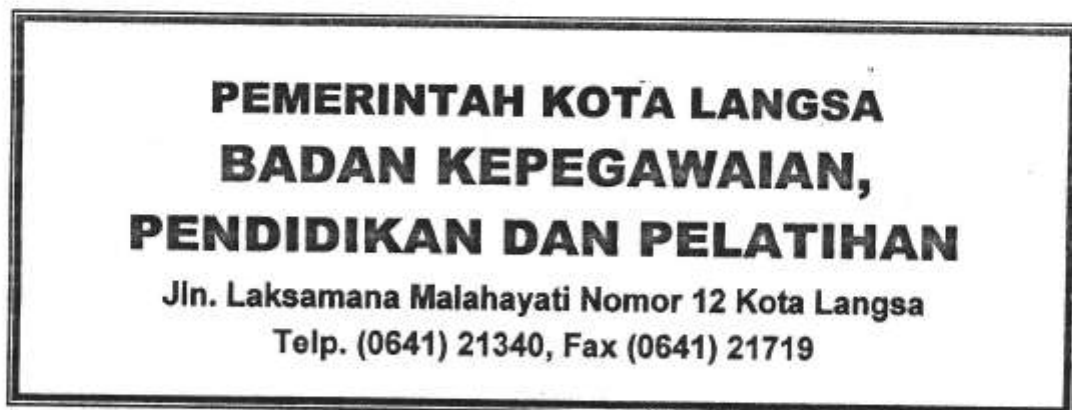 PEMERINTAH KOTA LANGSA
BADAN KEPEGAWAIAN,
PENDIDIKAN DAN PELATIHAN
Jln. Laksamana Malahayati Nomor 12 Kota Langsa
Telp. (0641) 21340, Fax (0641) 21719